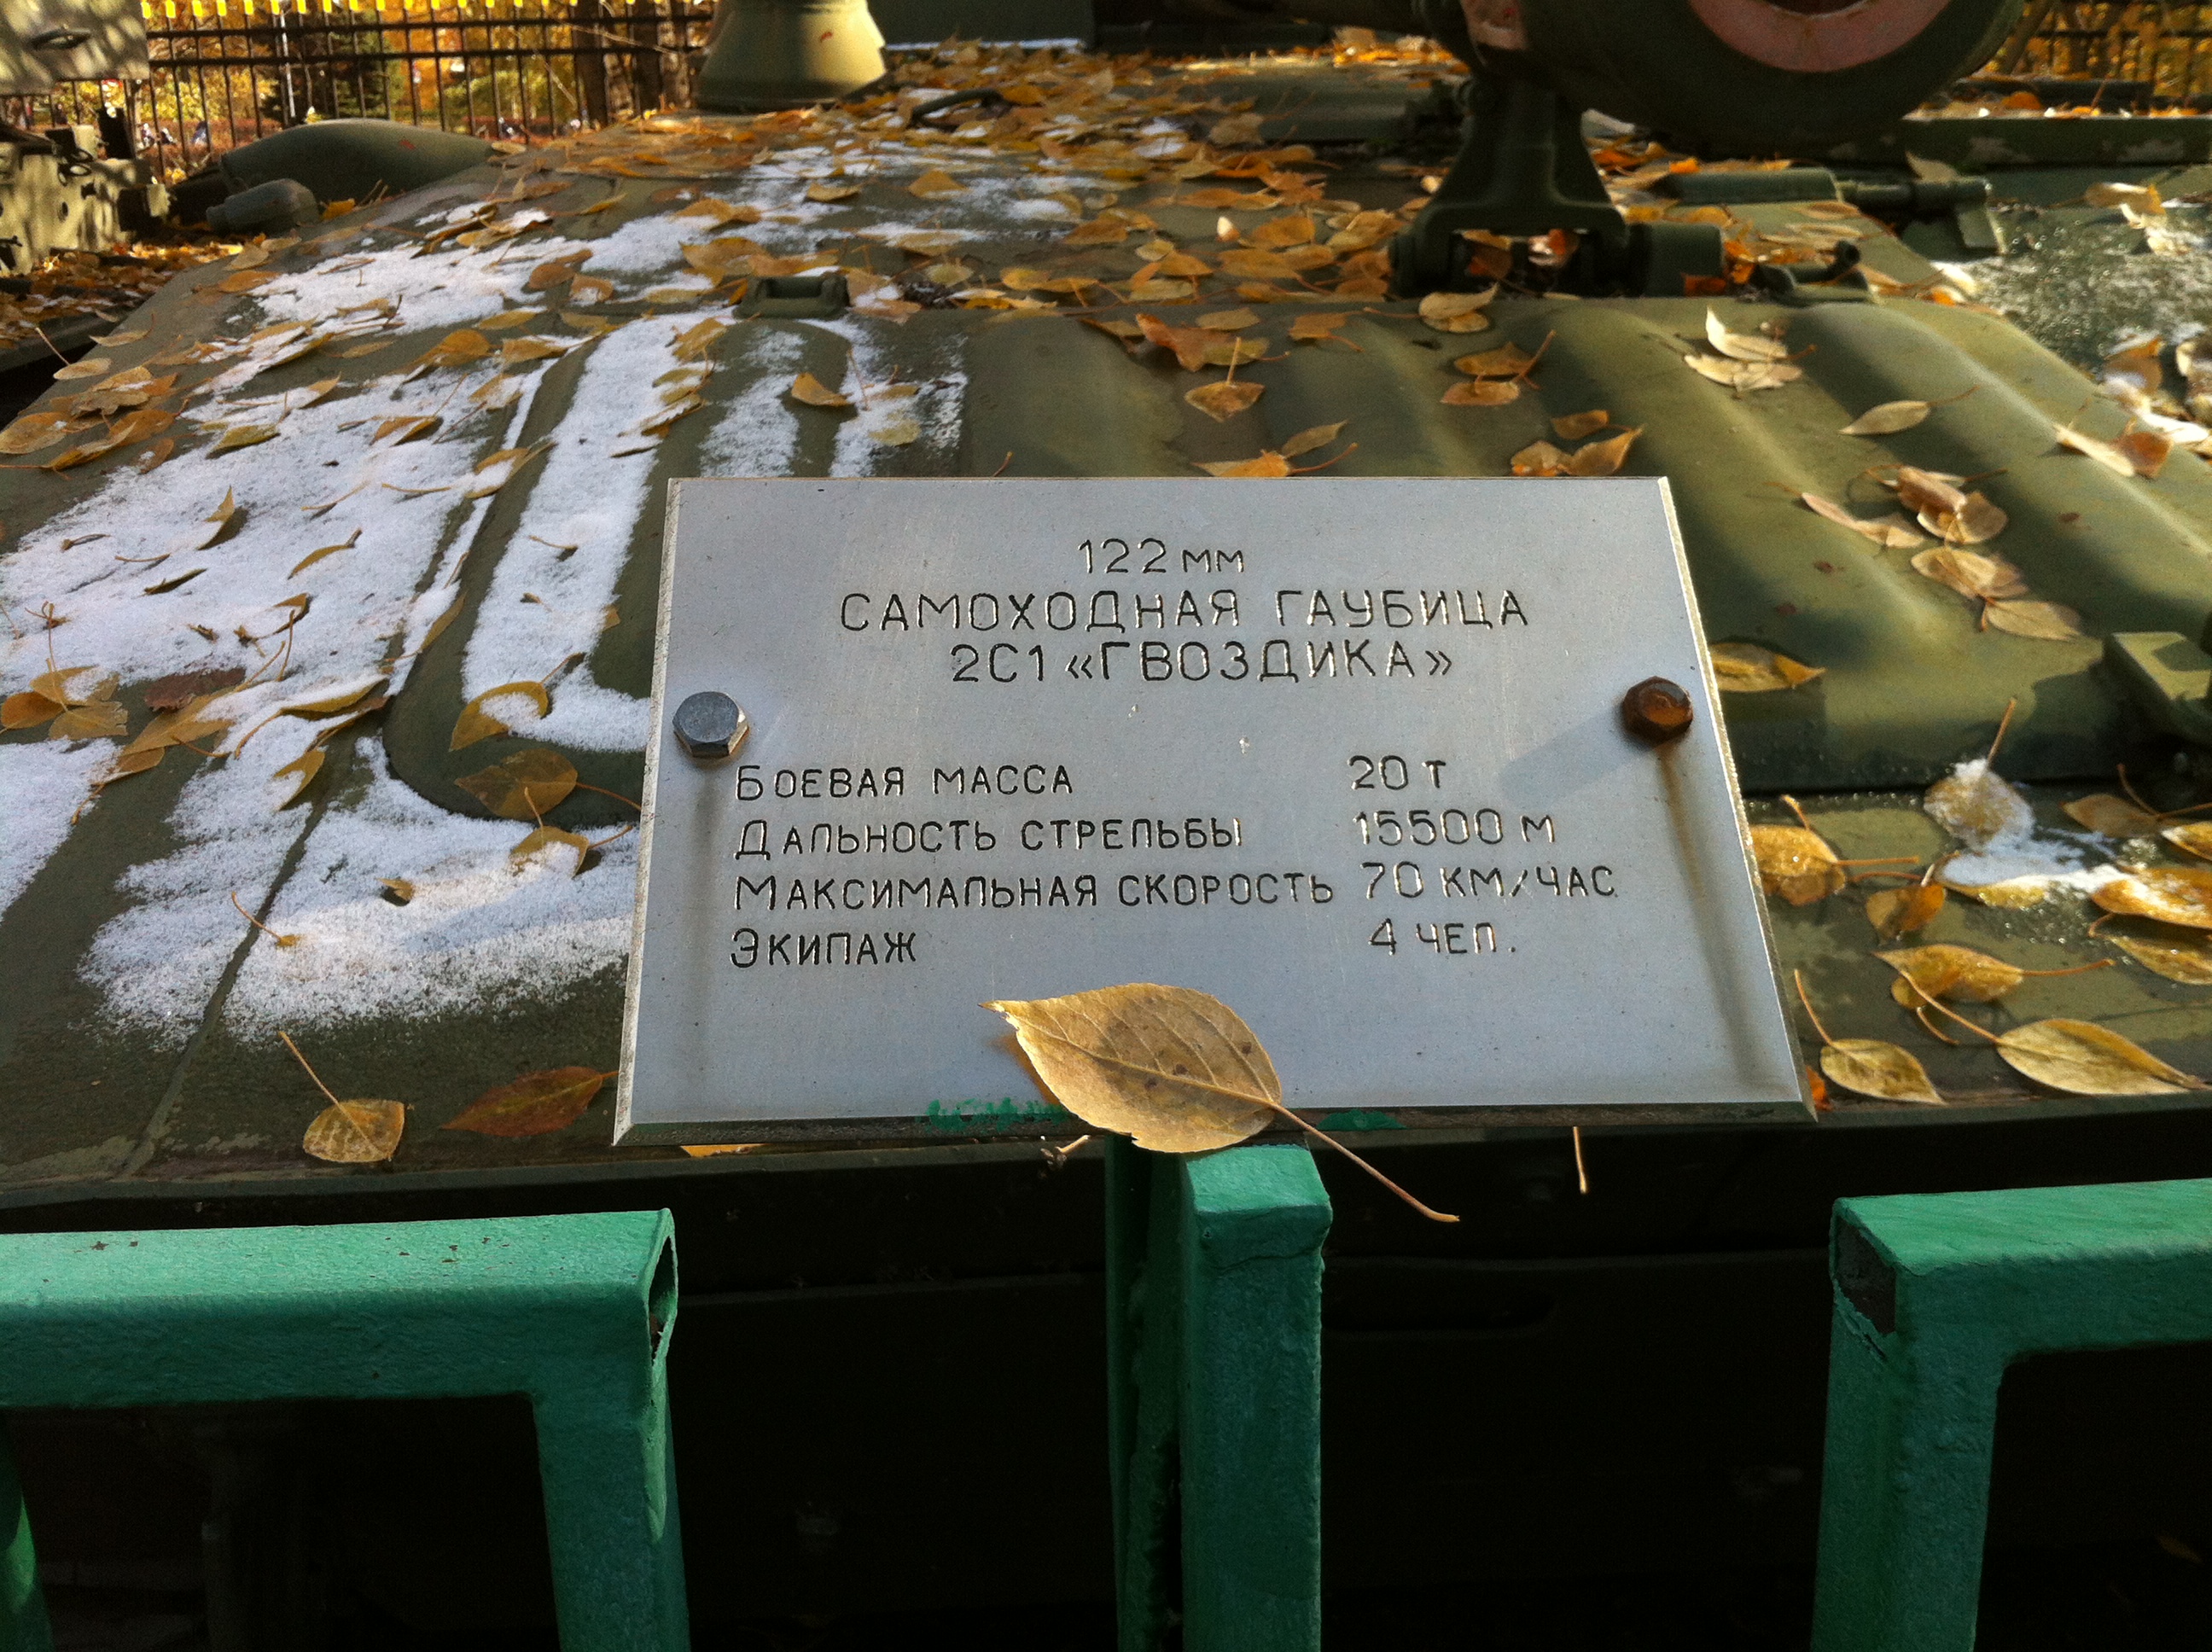 122 мм
САМОХОДНАЯ ГАУБИЦА
2С1 «ГВОЗДИКА»
БОЕВАЯ МАССА 20 т
ДАЛЬНОСТЬ СТРЕЛЬБЫ 15500 м
МАКСИМАЛЬНАЯ СКОРОСТЬ 70 КМ/ЧАС
ЭКИПАЖ 4 ЧЕЛ.